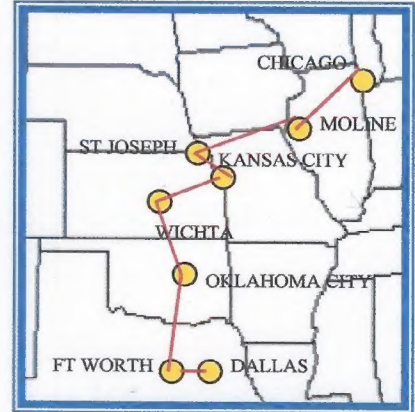 CHICAGO
MOLINE
ST JOSEPH
KANSAS CITY
WICHTA
OKLAHOMA CITY
FT WORTH
DALLAS